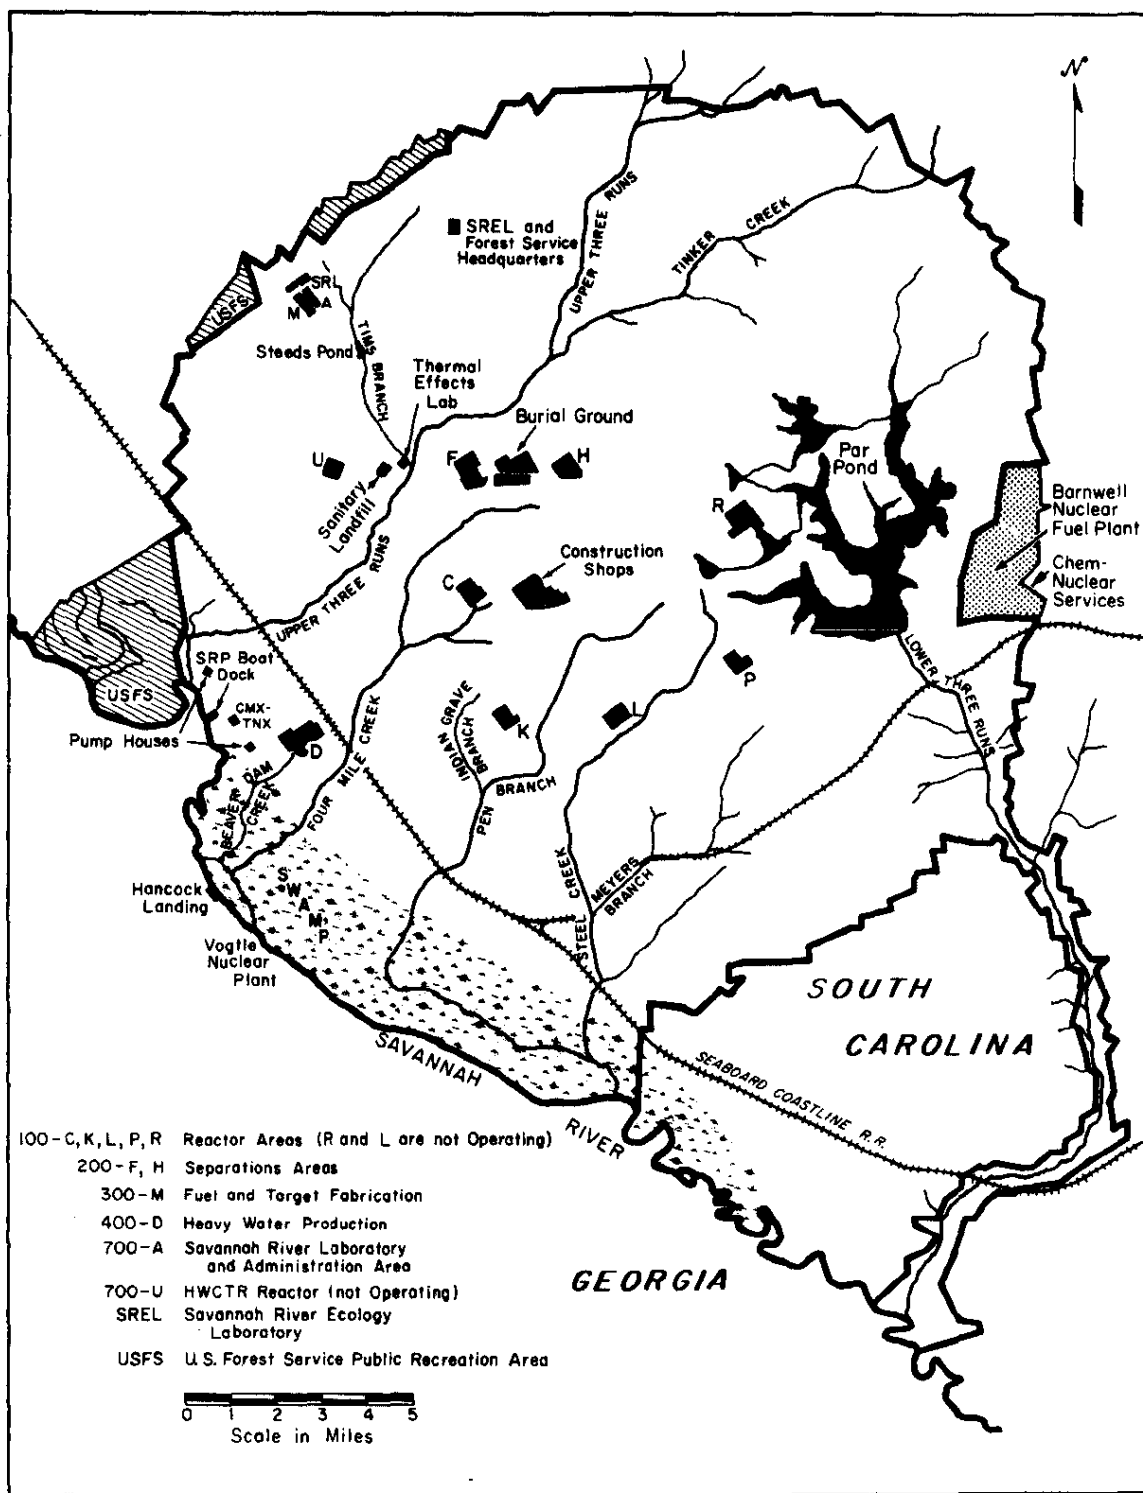 N
SREL and
Forest Service
Headquarters
UPPER THREE RUNS
TINKER CREEK
USFS
SRL
M
A
Steeds Pond
TIMS BRANCH
Thermal
Effects
Lab
Burial Ground
U
F
H
Sanitary
Landfill
Par
Pond
R
Barnwell
Nuclear
Fuel Plant
Chem-
Nuclear
Services
C
Construction
Shops
UPPER THREE RUNS
SRP Boat
Dock
USFS
CMX-
TNX
Pump Houses
D
FOUR MILE CREEK
INDIAN GRAVE
BRANCH
K
L
P
LOWER THREE RUNS
PEN BRANCH
BEAVER DAM
CREEK
STEEL CREEK
MEYERS
BRANCH
Hancock
Landing
SWAMP
Vogtle
Nuclear
Plant
SAVANNAH RIVER
SOUTH
CAROLINA
SEABOARD COASTLINE R.R.
GEORGIA
100-C, K, L, P, R Reactor Areas (R and L are not Operating)
200-F, H Separations Areas
300-M Fuel and Target Fabrication
400-D Heavy Water Production
700-A Savannah River Laboratory
and Administration Area
700-U HWCTR Reactor (not Operating)
SREL Savannah River Ecology
Laboratory
USFS U.S. Forest Service Public Recreation Area
0 1 2 3 4 5
Scale in Miles